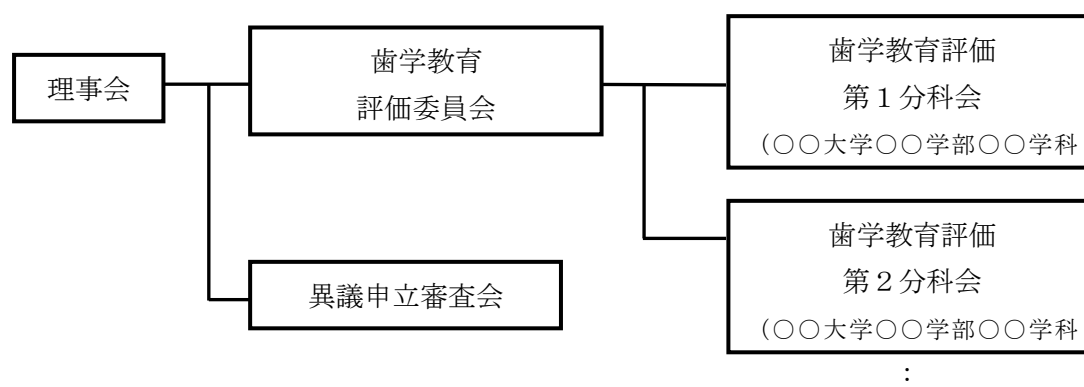 理事会
歯学教育
評価委員会
異議申立審査会
歯学教育評価
第１分科会
(○○大学○○学部○○学科
歯学教育評価
第２分科会
(○○大学○○学部○○学科
：